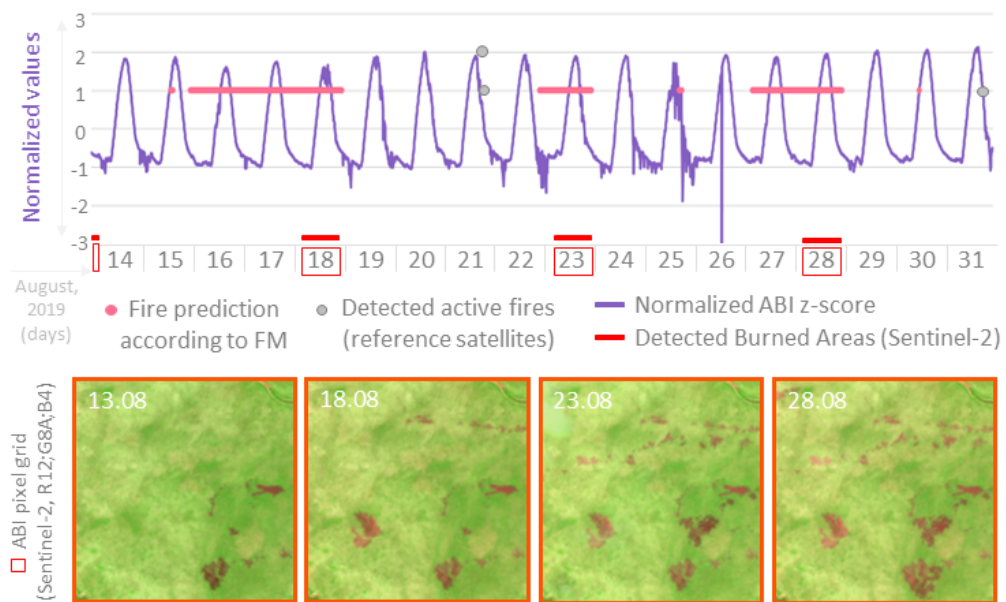 Normalized values
3
2
1
0
-1
-2
-3
14 15 16 17 18 19 20 21 22 23 24 25 26 27 28 29 30 31
August,
2019
(days)
Fire prediction
according to FM
Detected active fires
(reference satellites)
Normalized ABI z-score
Detected Burned Areas (Sentinel-2)
ABI pixel grid
(Sentinel-2, R12;G8A;B4)
13.08
18.08
23.08
28.08